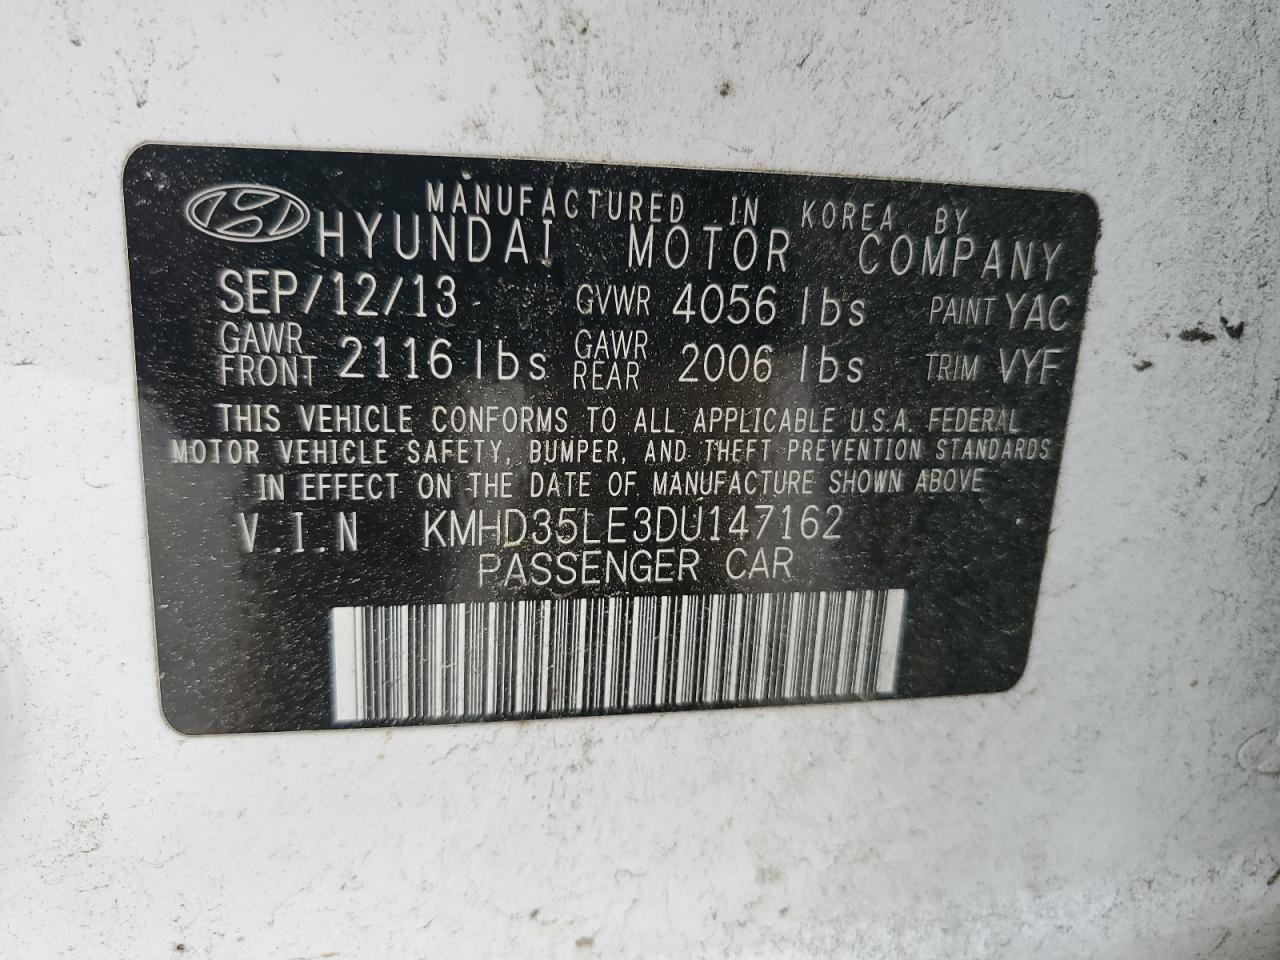 MANUFACTURED IN KOREA BY
HYUNDAI MOTOR COMPANY
SEP/12/13 GVWR 4056 lbs PAINT YAC
GAWR FRONT 2116 lbs GAWR REAR 2006 lbs TRIM VYF
THIS VEHICLE CONFORMS TO ALL APPLICABLE U.S.A. FEDERAL
MOTOR VEHICLE SAFETY, BUMPER, AND THEFT PREVENTION STANDARDS
IN EFFECT ON THE DATE OF MANUFACTURE SHOWN ABOVE
V.I.N KMHD35LE3DU147162
PASSENGER CAR